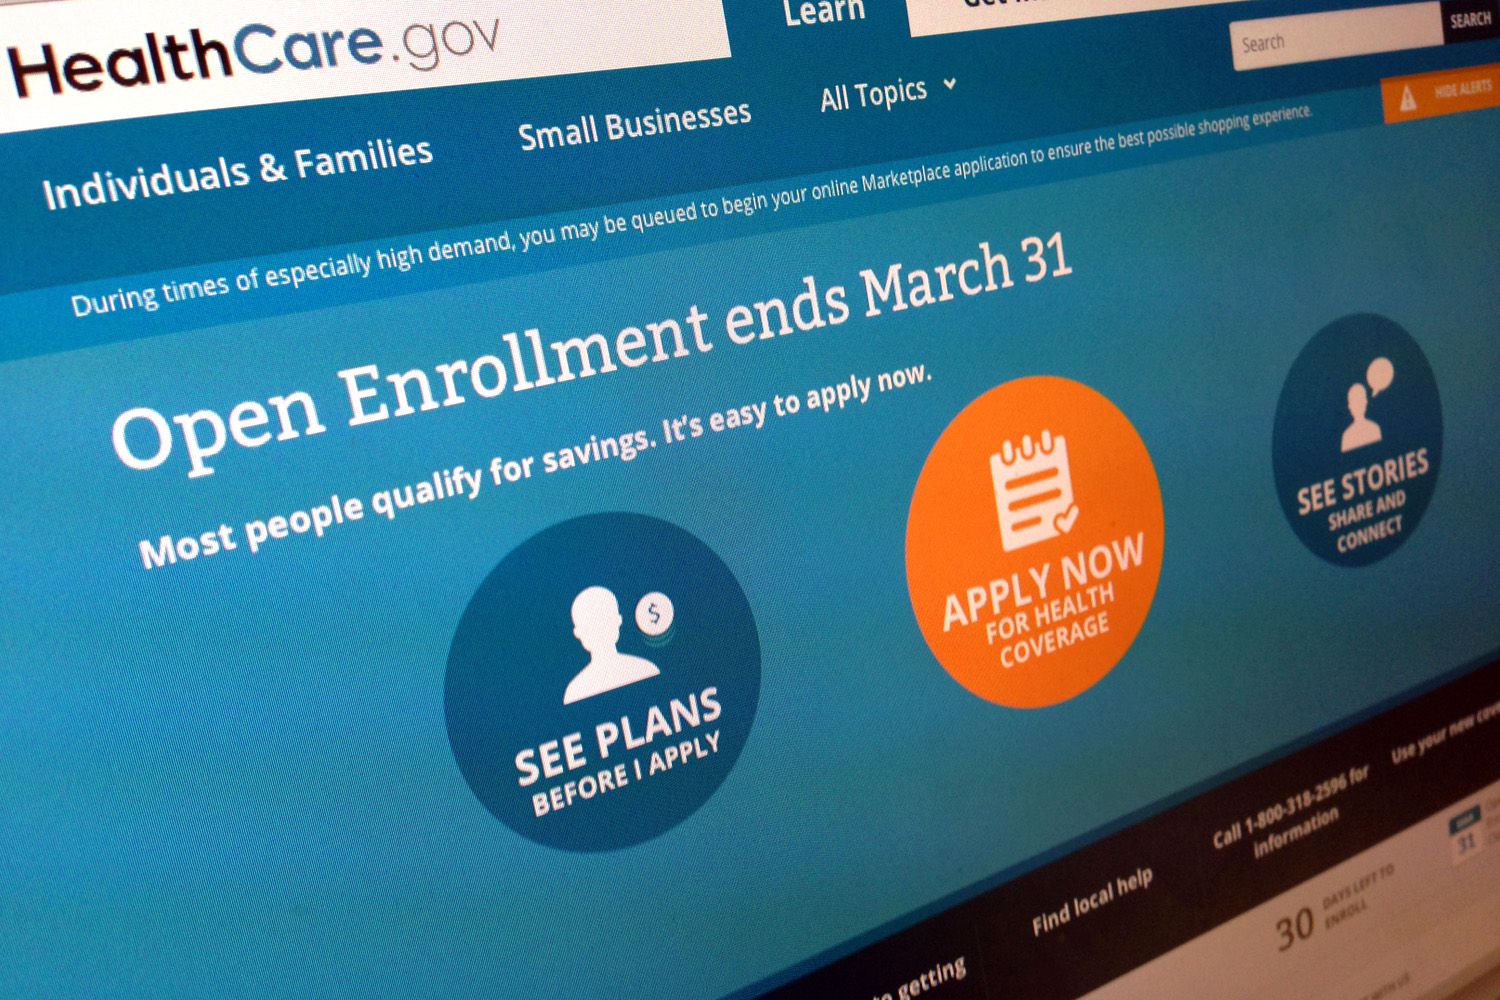 HealthCare.gov
Learn
Search
SEARCH
Individuals & Families
Small Businesses
All Topics
HIDE ALERTS
During times of especially high demand, you may be queued to begin your online Marketplace application to ensure the best possible shopping experience.
Open Enrollment ends March 31
Most people qualify for savings. It's easy to apply now.
$
SEE PLANS
BEFORE I APPLY
APPLY NOW
FOR HEALTH
COVERAGE
SEE STORIES
SHARE AND
CONNECT
getting
Find local help
Call 1-800-318-2596 for
information
Use your new
30
DAYS LEFT TO
ENROLL
31